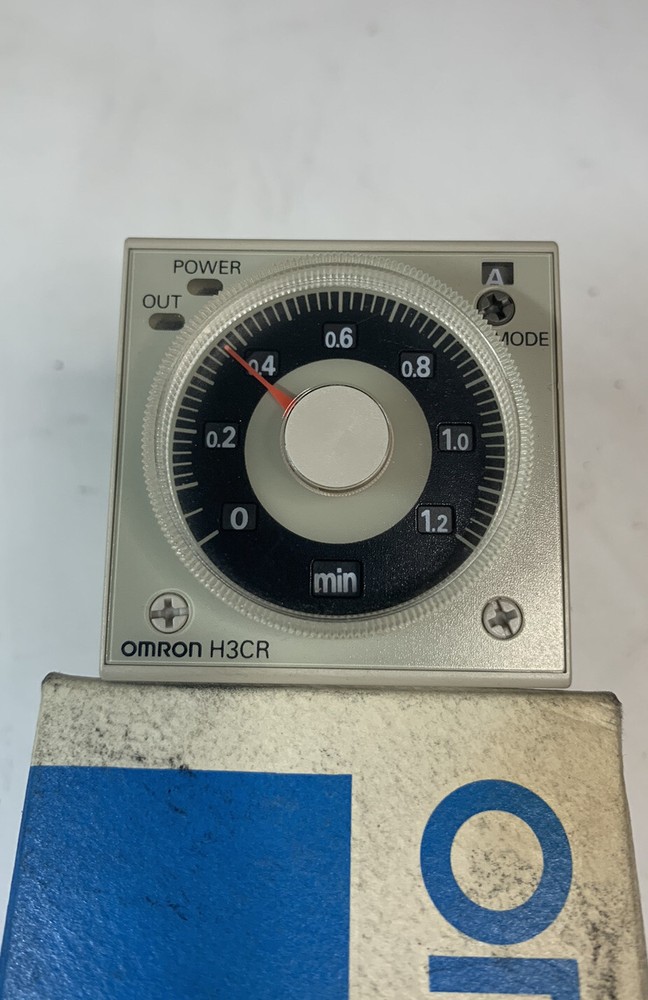 POWER
OUT
A
MODE
0.6
0.4
0.8
0.2
1.0
0
1.2
min
OMRON H3CR